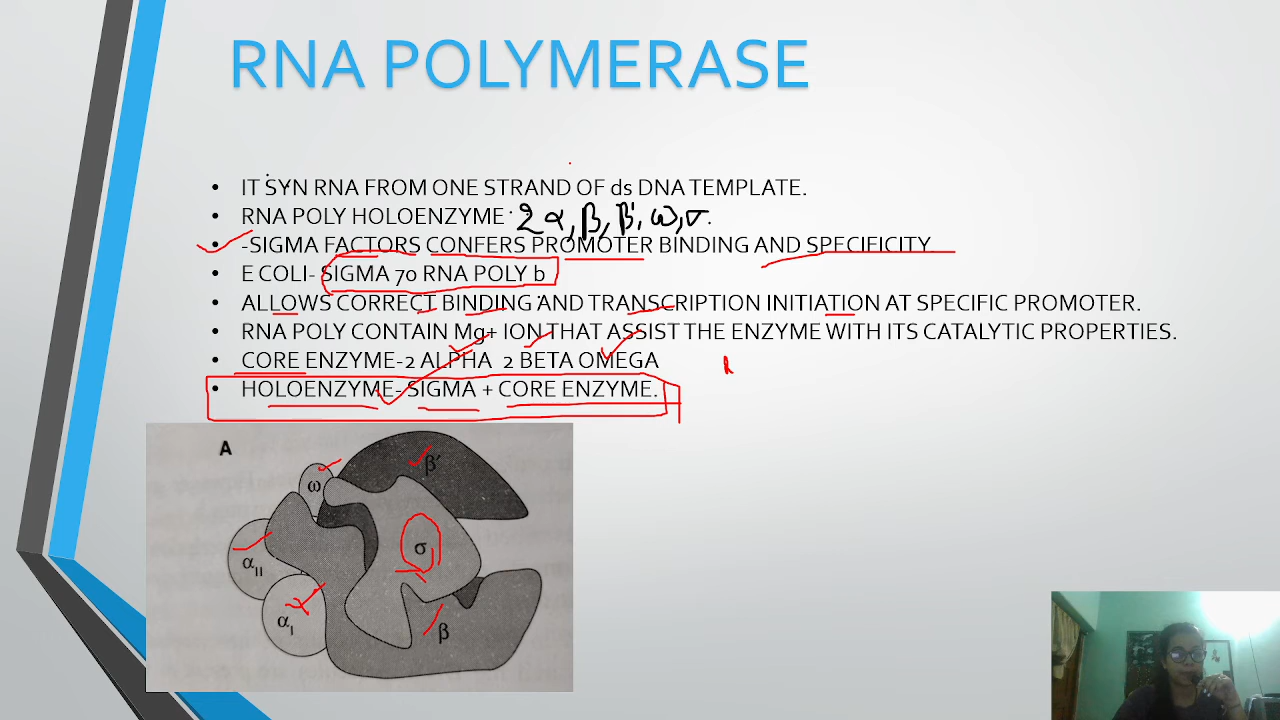 RNA POLYMERASE
• IT SYN RNA FROM ONE STRAND OF ds DNA TEMPLATE.
• RNA POLY HOLOENZYME 2α, β, β', ω, σ.
• -SIGMA FACTORS CONFERS PROMOTER BINDING AND SPECIFICITY
• E COLI- SIGMA 70 RNA POLY b
• ALLOWS CORRECT BINDING AND TRANSCRIPTION INITIATION AT SPECIFIC PROMOTER.
• RNA POLY CONTAIN Mg+ ION THAT ASSIST THE ENZYME WITH ITS CATALYTIC PROPERTIES.
• CORE ENZYME-2 ALPHA 2 BETA OMEGA
• HOLOENZYME- SIGMA + CORE ENZYME.
A
β'
ω
σ
αII
αI
β